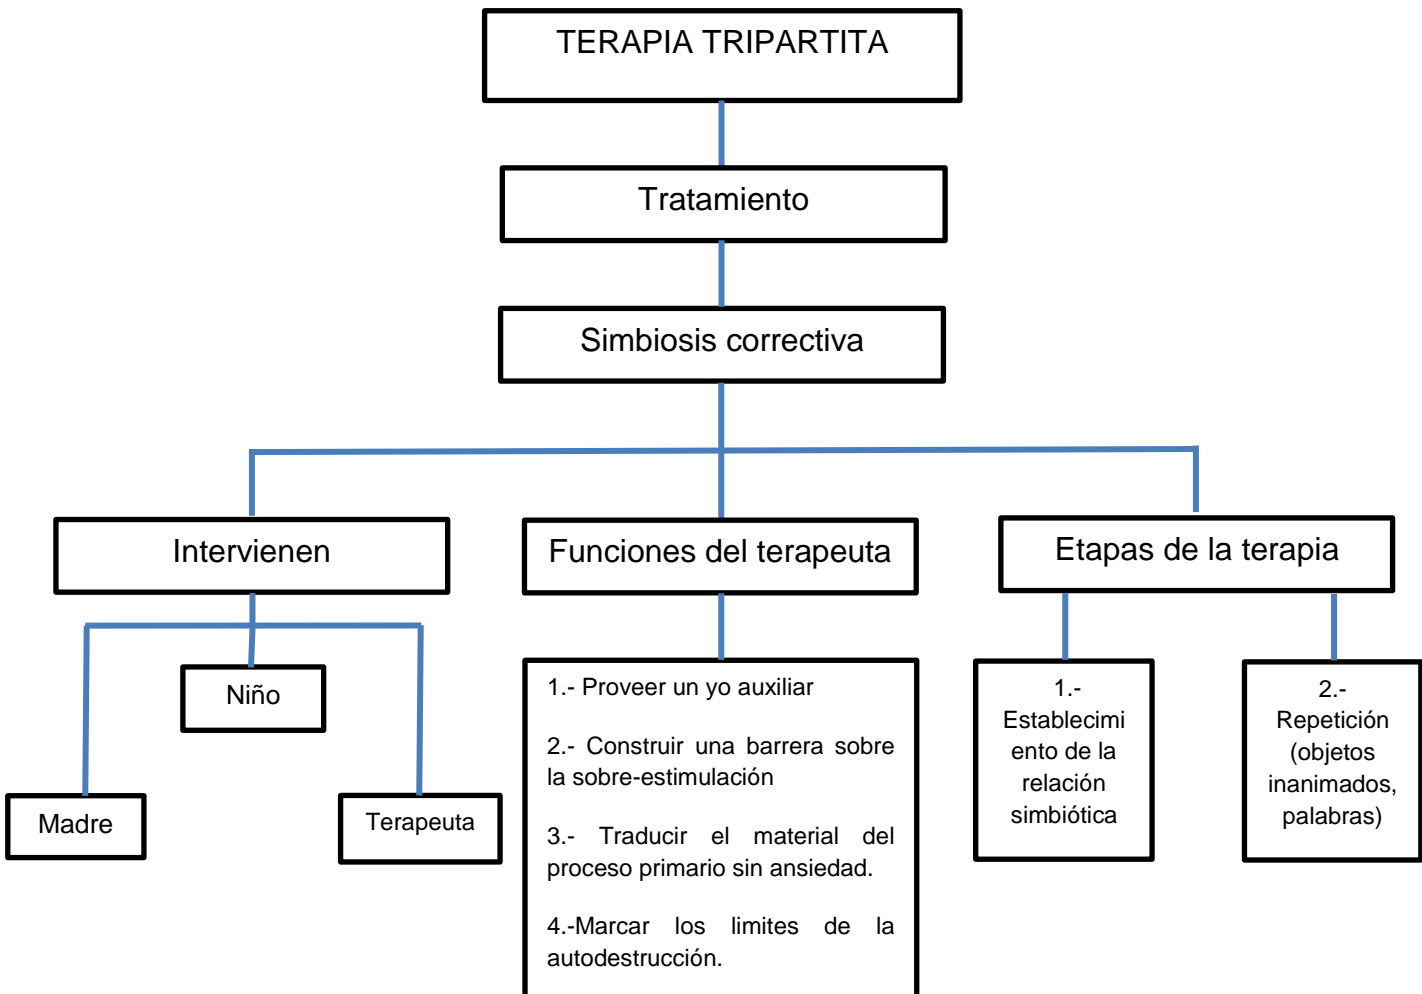 TERAPIA TRIPARTITA
Tratamiento
Simbiosis correctiva
Intervienen
Niño
Madre
Terapeuta
Funciones del terapeuta
1.- Proveer un yo auxiliar
2.- Construir una barrera sobre
la sobre-estimulación
3.- Traducir el material del
proceso primario sin ansiedad.
4.-Marcar los limites de la
autodestrucción.
Etapas de la terapia
1.-
Establecimi
ento de la
relación
simbiótica
2.-
Repetición
(objetos
inanimados,
palabras)